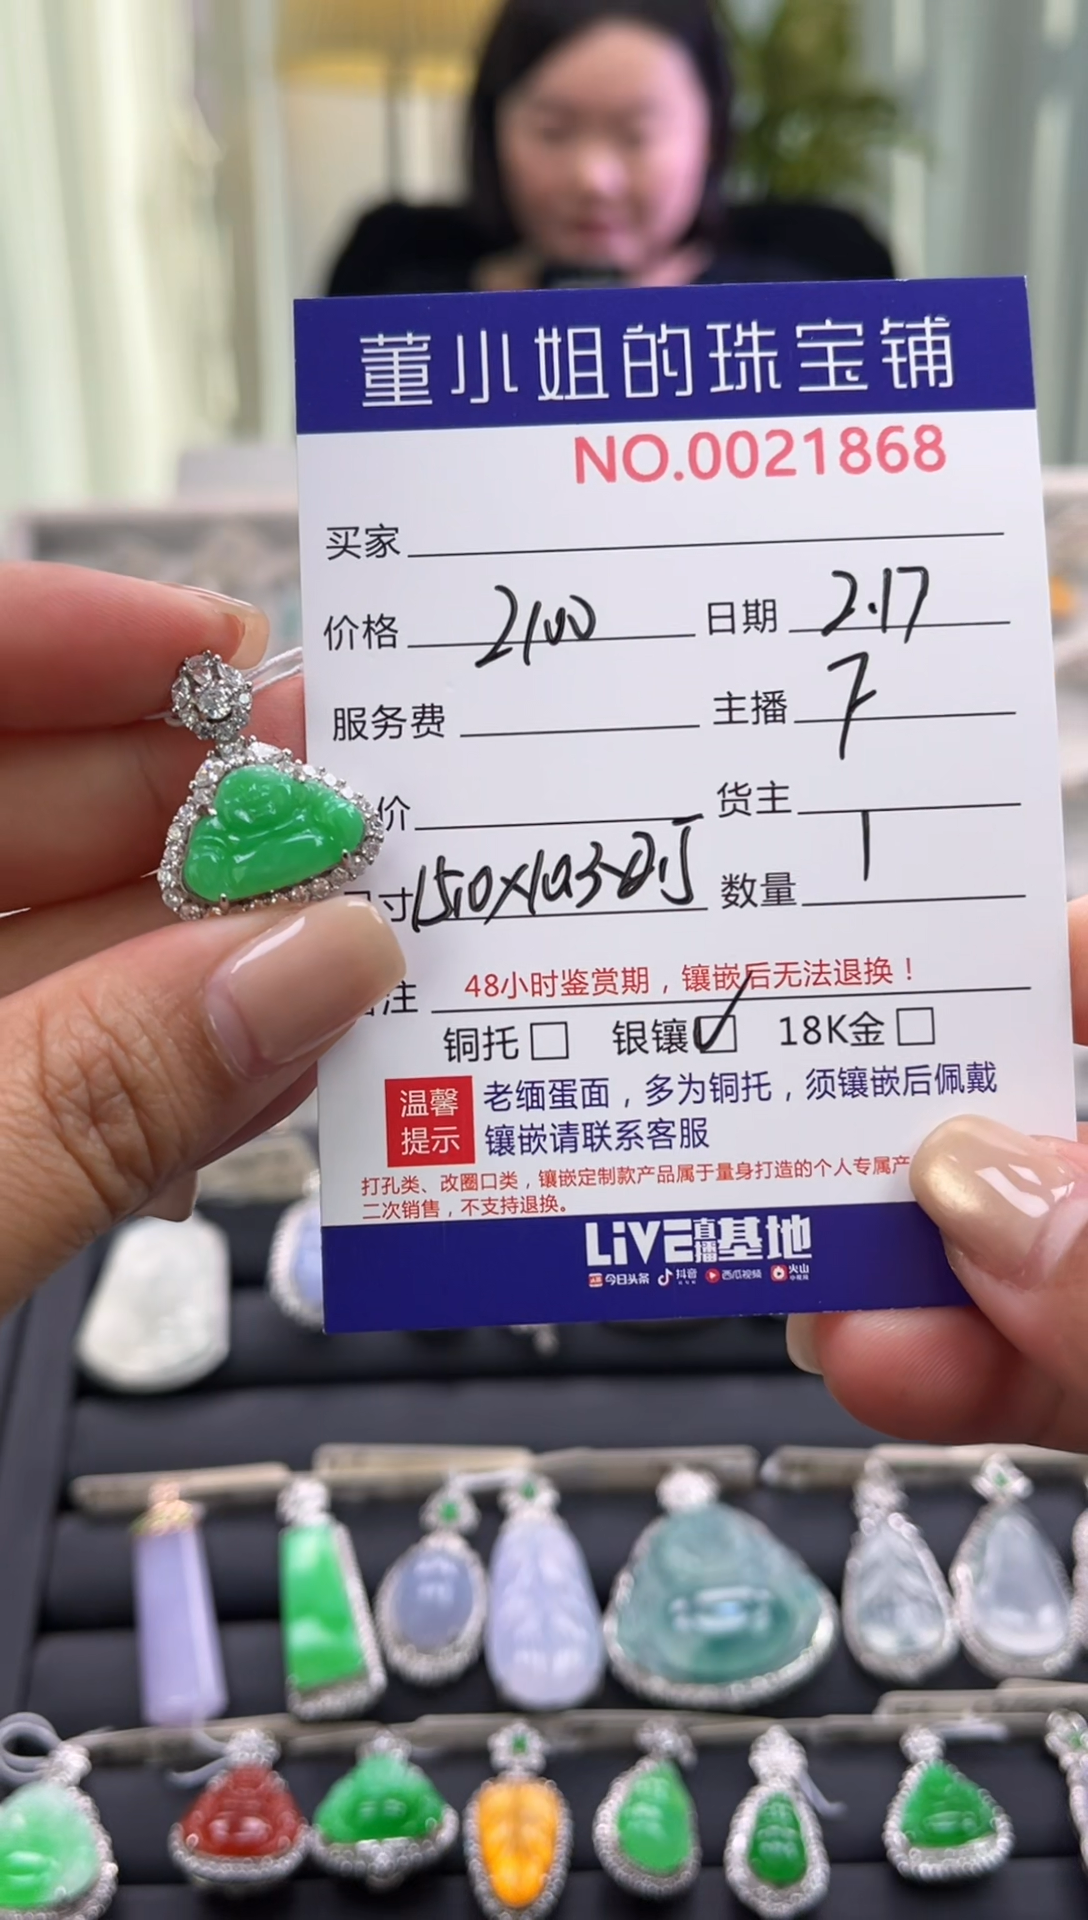 董小姐的珠宝铺
NO.0021868
买家
价格 2100 日期 2.17
服务费 主播 7
价 货主
寸 数量 1
注 48小时鉴赏期，镶嵌后无法退换！
铜托 □ 银镶 ☑ 18K金 □
温馨提示
老缅蛋面，多为铜托，须镶嵌后佩戴
镶嵌请联系客服
打孔类、改圈口类，镶嵌定制款产品属于量身打造的个人专属产
二次销售，不支持退换。
LiVE直播基地
今日头条 抖音 西瓜视频 火山